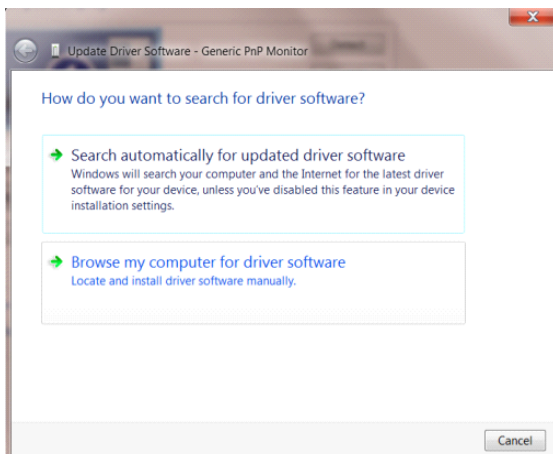 Update Driver Software - Generic PnP Monitor
How do you want to search for driver software?
Search automatically for updated driver software
Windows will search your computer and the Internet for the latest driver
software for your device, unless you've disabled this feature in your device
installation settings.
Browse my computer for driver software
Locate and install driver software manually.
Cancel